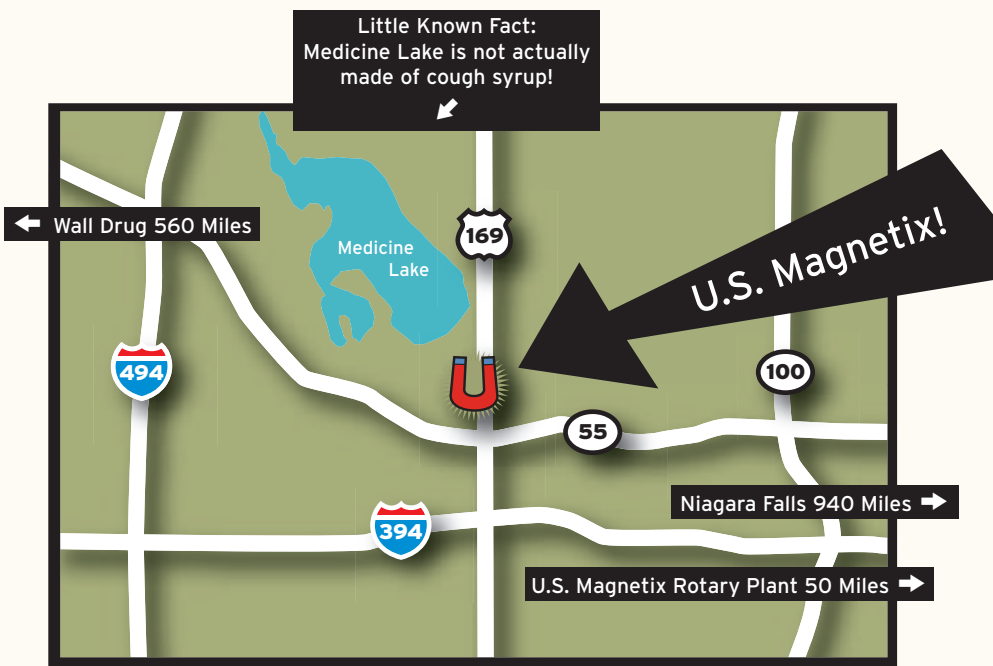 Little Known Fact:
Medicine Lake is not actually
made of cough syrup!
Wall Drug 560 Miles
169
Medicine
Lake
U.S. Magnetix!
494
100
55
Niagara Falls 940 Miles
394
U.S. Magnetix Rotary Plant 50 Miles